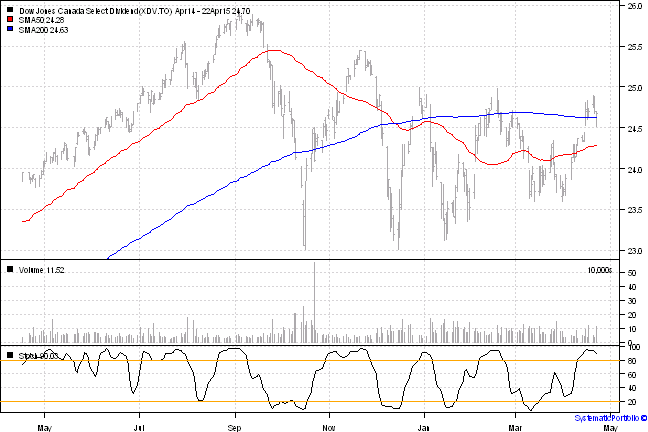 Dow Jones Canada Select Dividend(XDV.TO) Apr14 - 22Apr15 24.70
SMA50 24.28
SMA200 24.63
26.0
25.5
25.0
24.5
24.0
23.5
23.0
Volume 11.52
10,000s
50
40
30
20
10
0
100
80
60
40
20
May
Jul
Sep
Nov
Jan
Mar
May
SystematicPortfolio ©